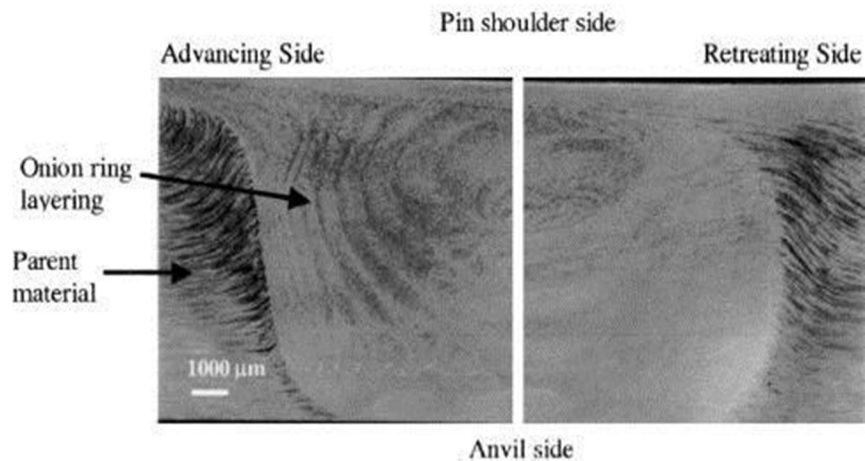 Pin shoulder side
Advancing Side
Retreating Side
Onion ring
layering
Parent
material
1000 µm
Anvil side